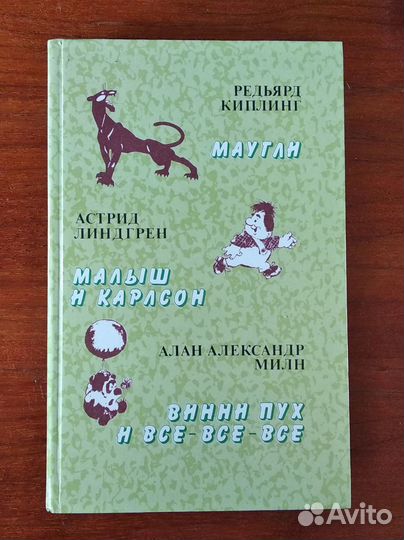 РЕДЬЯРД
КИПЛИНГ
МАУГЛИ
АСТРИД
ЛИНДГРЕН
МАЛЫШ
И КАРЛСОН
АЛАН АЛЕКСАНДР
МИЛН
ВИННИ ПУХ
И ВСЕ-ВСЕ-ВСЕ
Avito